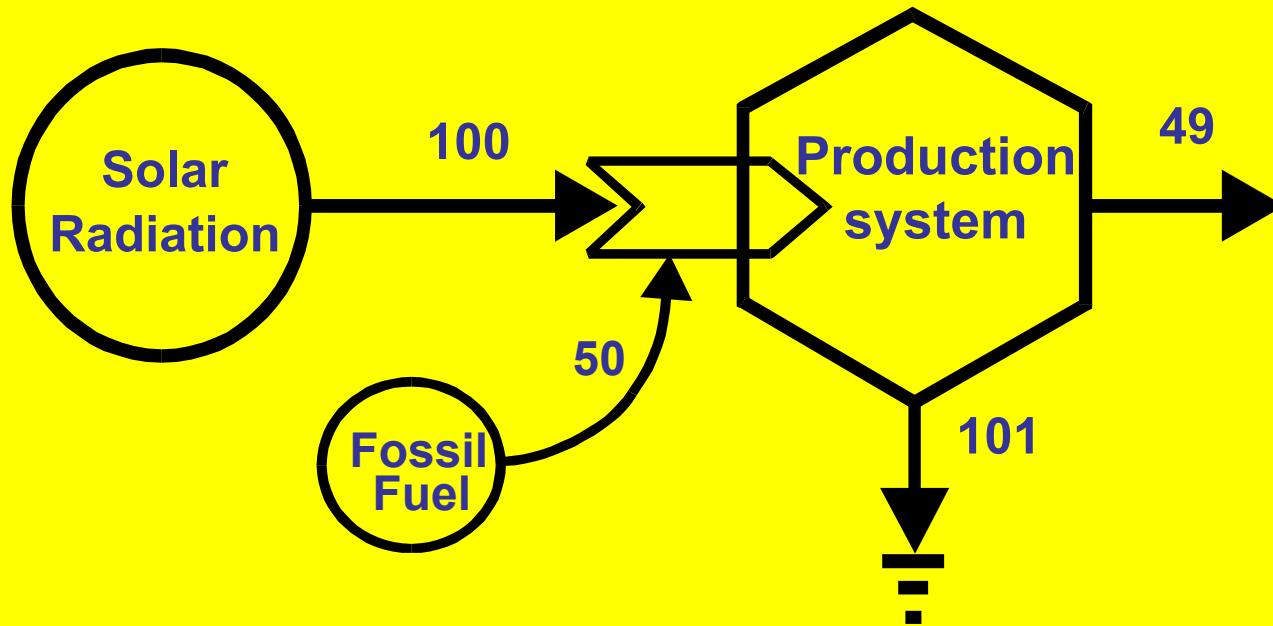 Solar
Radiation
100
Production
system
49
50
Fossil
Fuel
101